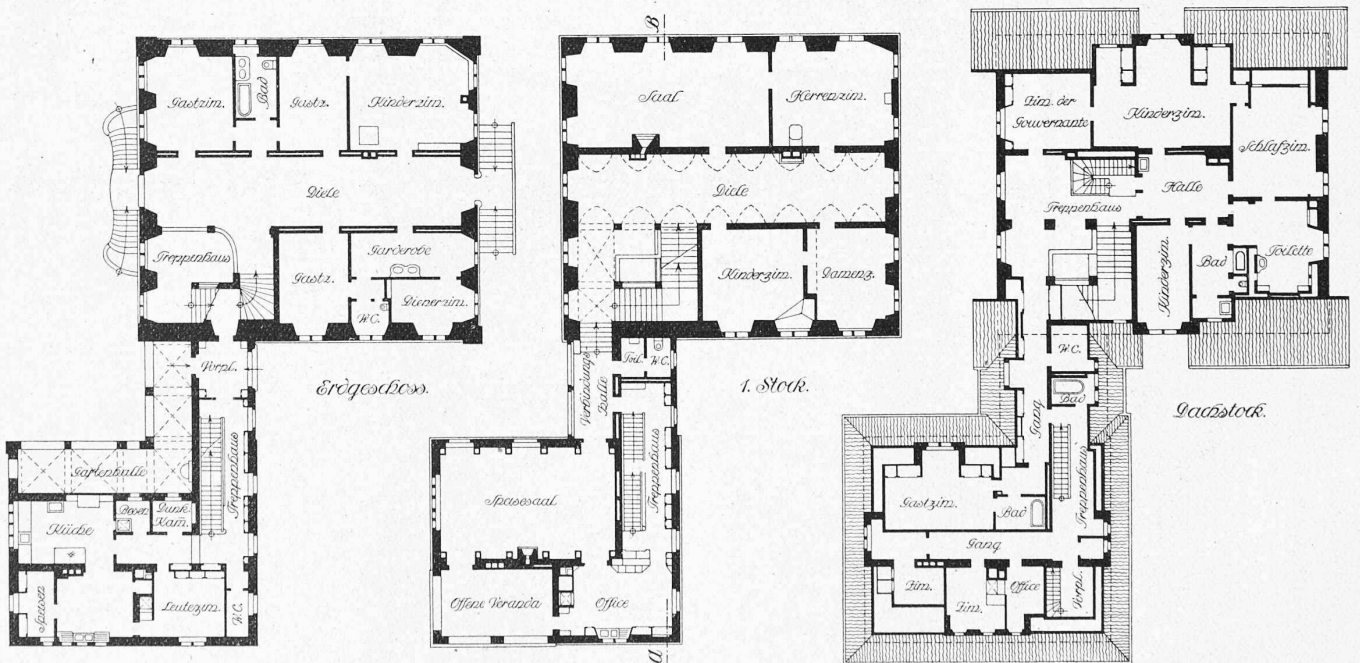 Gastzim.
Bad
Gastz.
Kinderzim.
Diele
Treppenhaus
Gastz.
Garderobe
Dienerzim.
W.C.
Vorpl.
Erdgeschoss.
Treppenhaus
Gartenhalle
Küche
Besen
Dunk.
Kam.
Speisen
Leutezim.
W.C.
B
Saal
Herrenzim.
Diele
Kinderzim.
Damenz.
Verbindungs
Halle
Toil.
W.C.
1. Stock.
Treppenhaus
Speisesaal
Offene Veranda
Office
A
Zim. der
Gouvernante
Kinderzim.
Schlafzim.
Halle
Treppenhaus
Kinderzim.
Bad
Toilette
W.C.
Bad
Gang
Dachstock.
Treppenhaus
Gastzim.
Bad
Gang
Zim.
Zim.
Office
Vorpl.